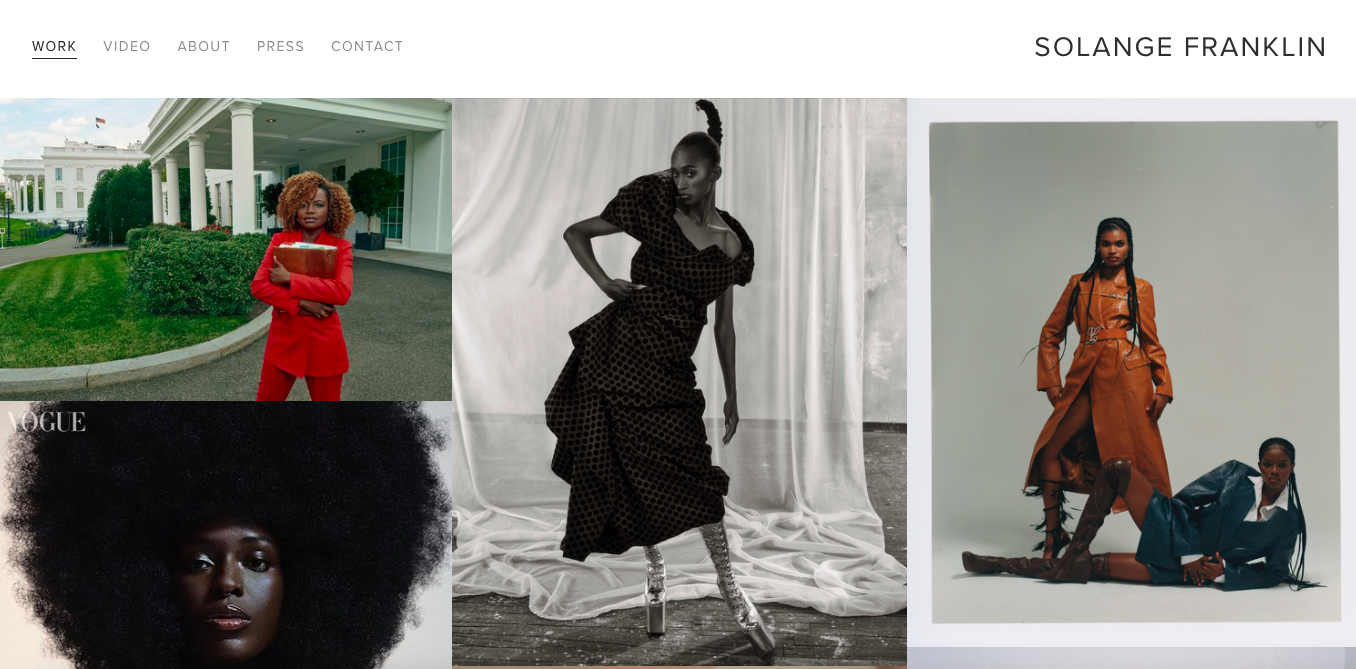 WORK VIDEO ABOUT PRESS CONTACT
SOLANGE FRANKLIN
VOGUE